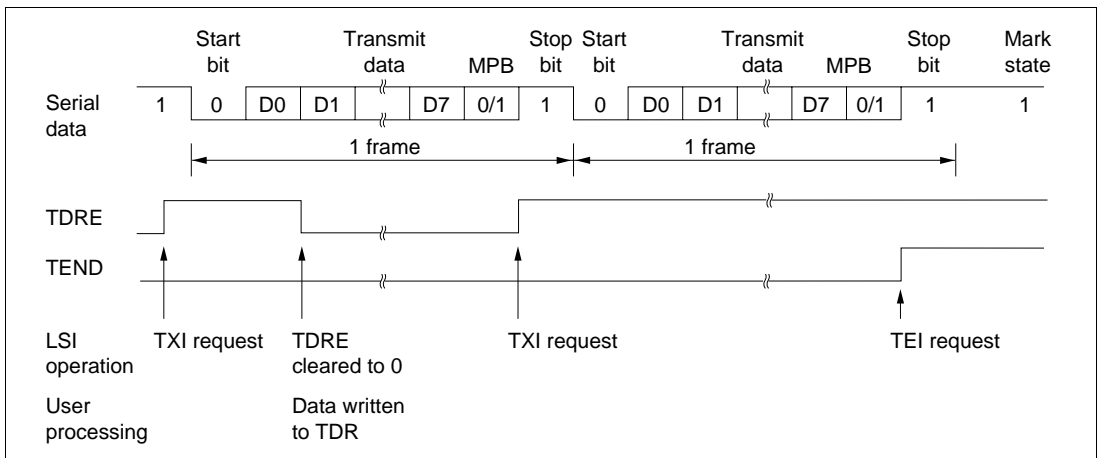 Start Transmit Stop Start Transmit Stop Mark
bit data MPB bit bit data MPB bit state
Serial
data
1 0 D0 D1 D7 0/1 1 0 D0 D1 D7 0/1 1 1
1 frame 1 frame
TDRE
TEND
LSI TXI request TDRE TXI request TEI request
operation cleared to 0
User Data written
processing to TDR